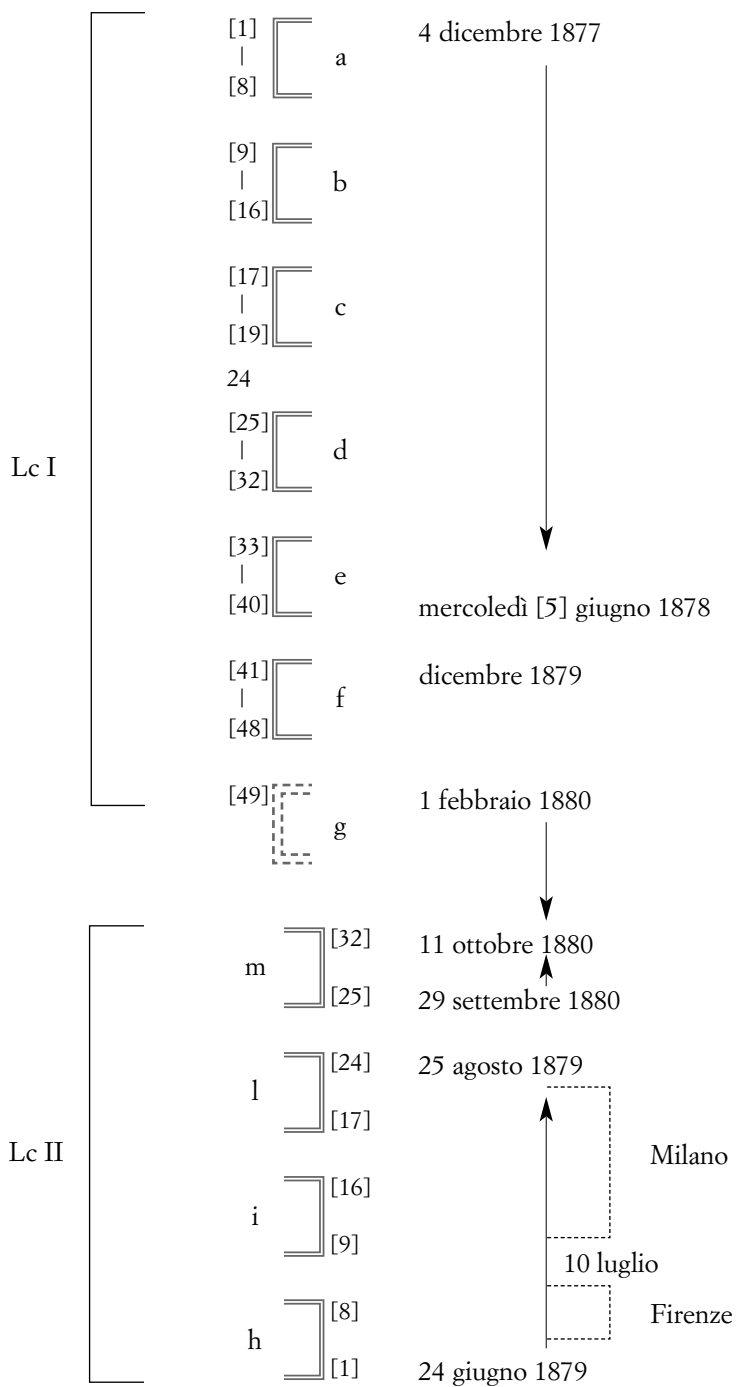 [1] 4 dicembre 1877
a
[8]
[9]
b
[16]
[17]
c
[19]
24
[25]
Lc I d
[32]
[33]
e
[40] mercoledì [5] giugno 1878
[41] dicembre 1879
f
[48]
[49] 1 febbraio 1880
g
[32] 11 ottobre 1880
m
[25] 29 settembre 1880
[24] 25 agosto 1879
l
[17]
Lc II Milano
[16]
i
[9]
10 luglio
[8] Firenze
h
[1] 24 giugno 1879